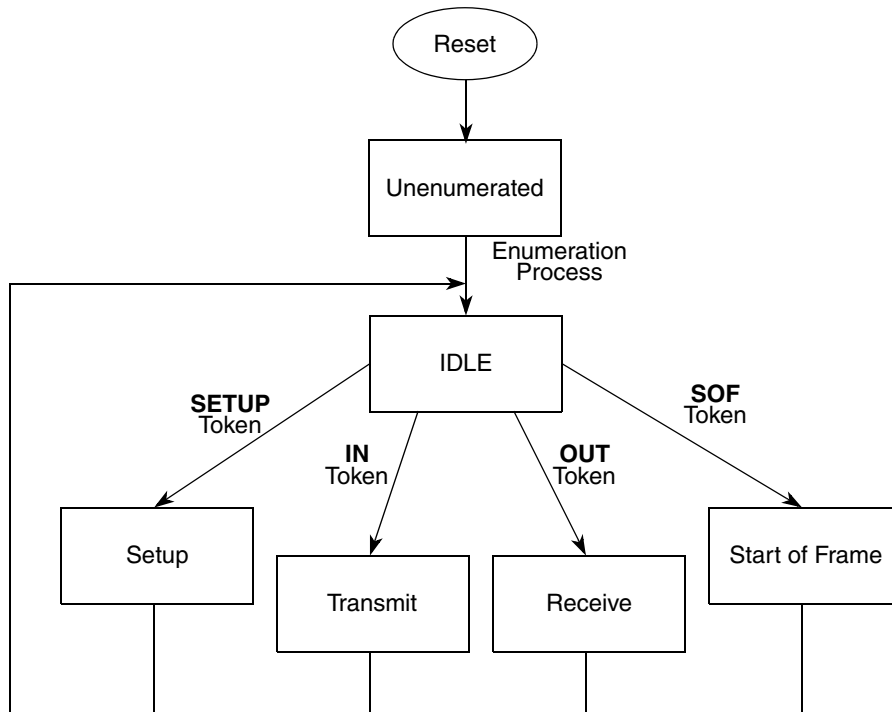 Reset
Unenumerated
Enumeration
Process
IDLE
SETUP
Token
IN
Token
OUT
Token
SOF
Token
Setup
Transmit
Receive
Start of Frame